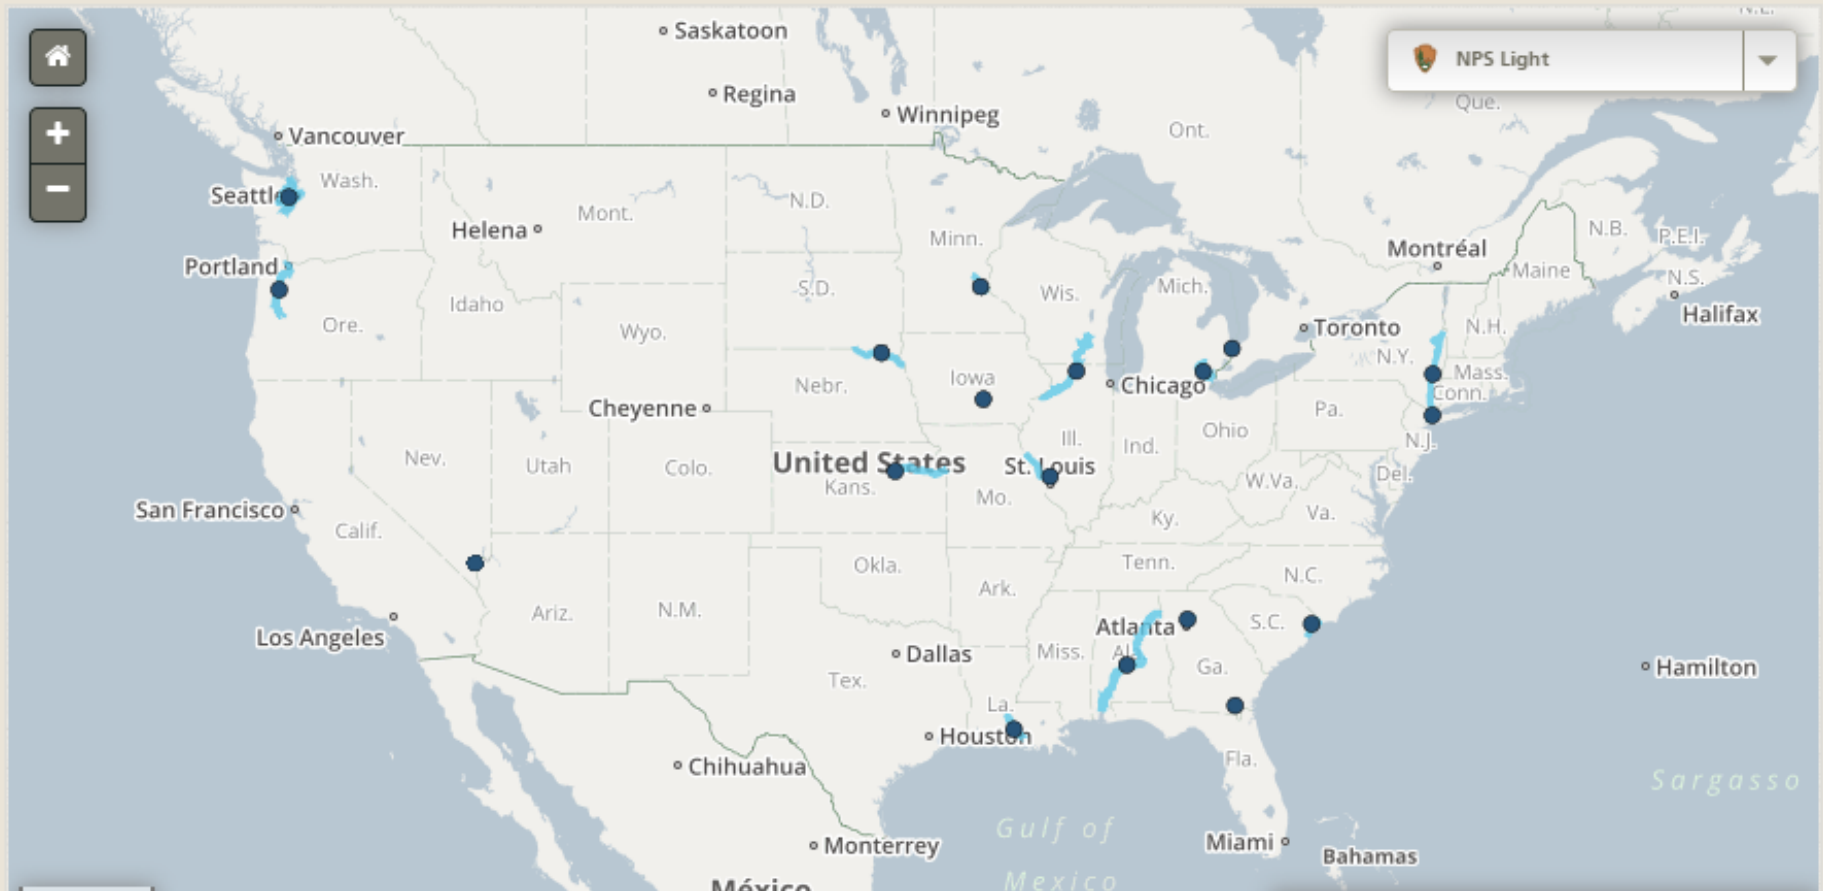 N.L.
Saskatoon
NPS Light
Regina
Que.
Winnipeg
Ont.
Vancouver
+
Wash.
−
Seattle
N.D.
Mont.
Helena
Minn.
N.B.
P.E.I.
Montréal
Portland
Maine
N.S.
Idaho
S.D.
Wis.
Mich.
Halifax
Ore.
Wyo.
Toronto
N.H.
N.Y.
Iowa
Mass.
Nebr.
Chicago
Conn.
Cheyenne
Pa.
Ohio
Ill.
Ind.
N.J.
Nev.
Utah
Colo.
United States
St. Louis
Del.
Kans.
W.Va.
Mo.
San Francisco
Ky.
Va.
Calif.
Okla.
Tenn.
N.C.
Ark.
Ariz.
N.M.
Atlanta
S.C.
Los Angeles
Dallas
Miss.
Ga.
Hamilton
Tex.
La.
Houston
Chihuahua
Fla.
Sargasso
Gulf of
Mexico
Monterrey
Miami
Bahamas
México